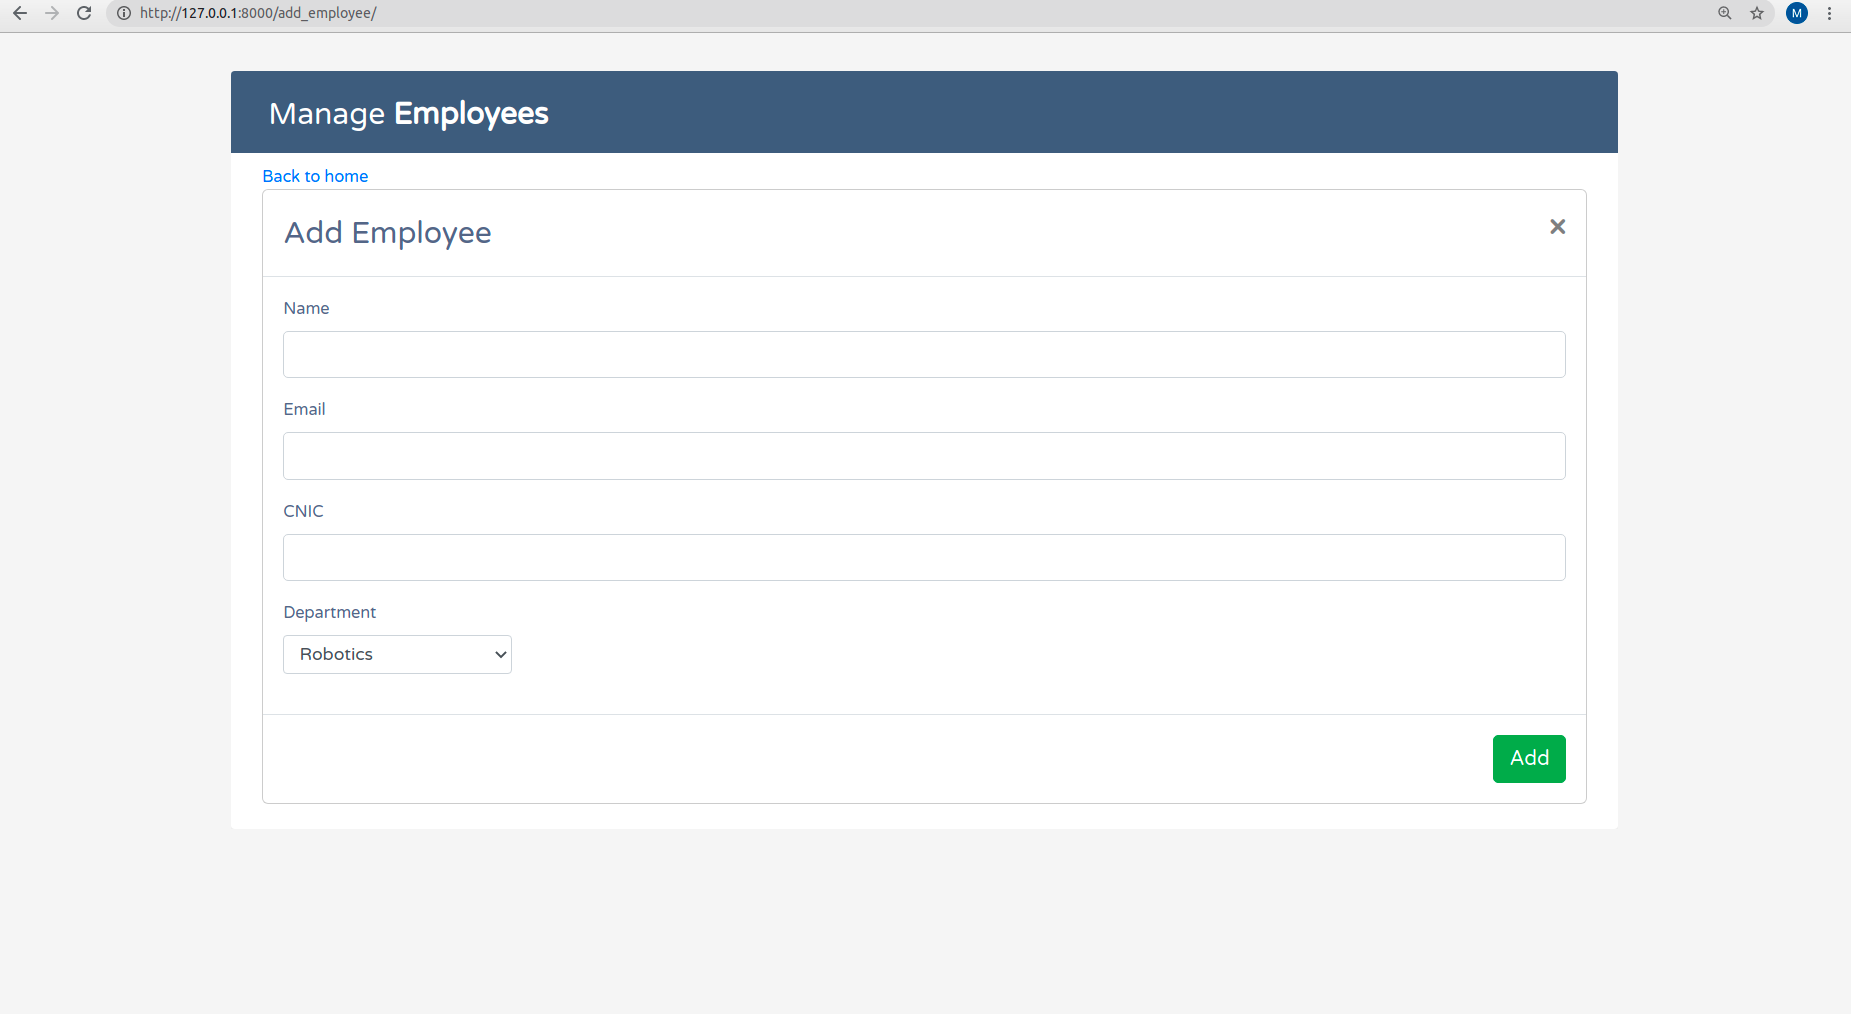 http://127.0.0.1:8000/add_employee/
M
Manage Employees
Back to home
Add Employee
×
Name
Email
CNIC
Department
Robotics
Add